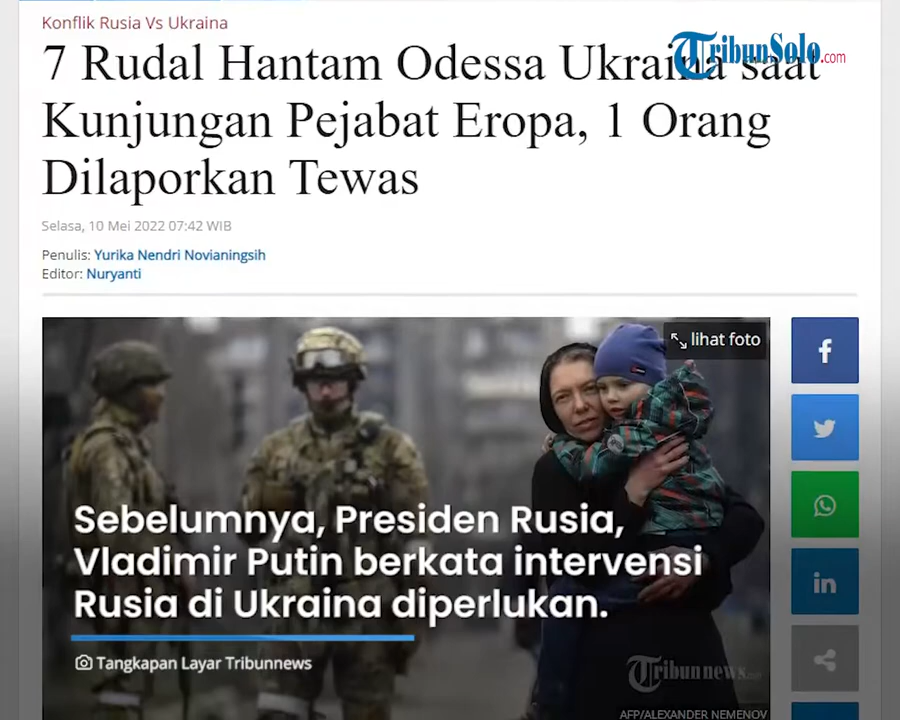 Konflik Rusia Vs Ukraina
TribunSolo.com
7 Rudal Hantam Odessa Ukraina saat
Kunjungan Pejabat Eropa, 1 Orang
Dilaporkan Tewas
Selasa, 10 Mei 2022 07:42 WIB
Penulis: Yurika Nendri Novianingsih
Editor: Nuryanti
lihat foto
Sebelumnya, Presiden Rusia,
Vladimir Putin berkata intervensi
Rusia di Ukraina diperlukan.
Tangkapan Layar Tribunnews
Tribunnews.com
AFP/ALEXANDER NEMENOV